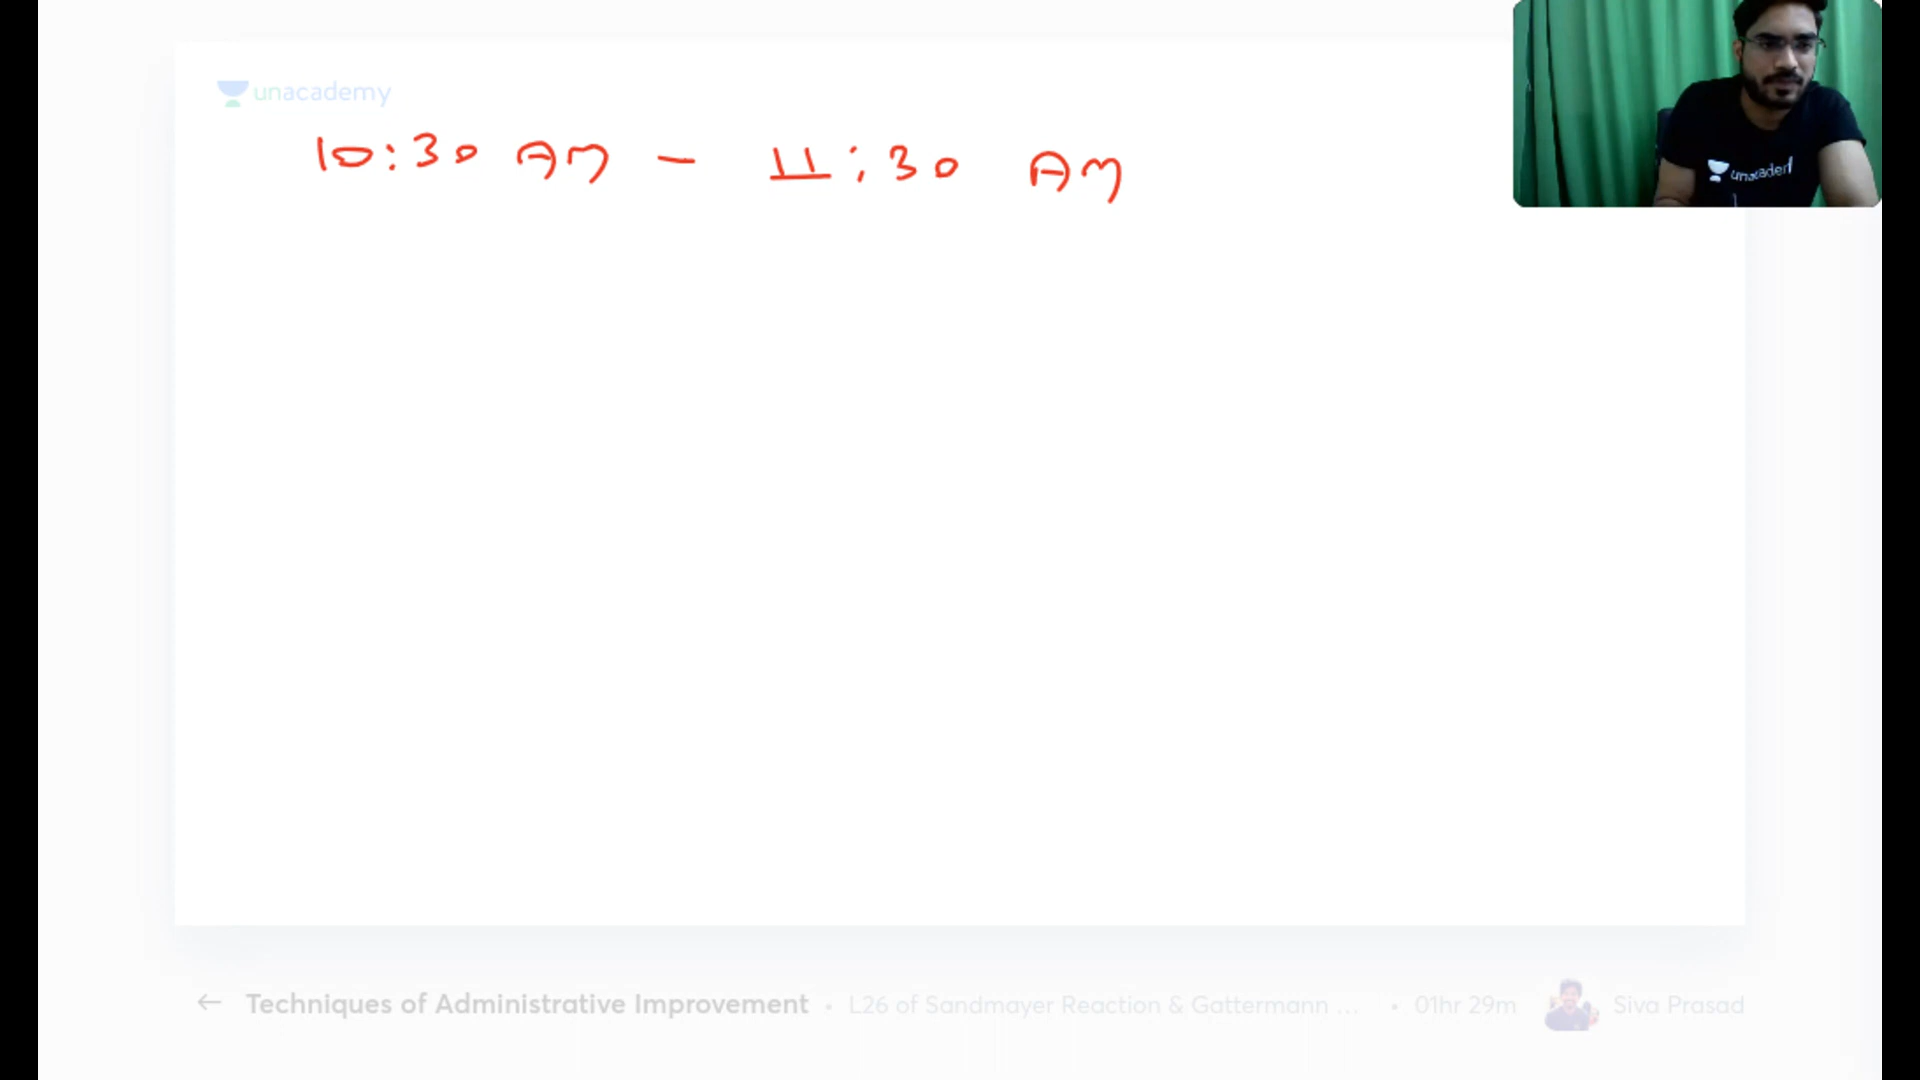 unacademy
10:30 AM - 11:30 AM
unacadem
← Techniques of Administrative Improvement • L26 of Sandmayer Reaction & Gattermann ... • 01hr 29m Siva Prasad